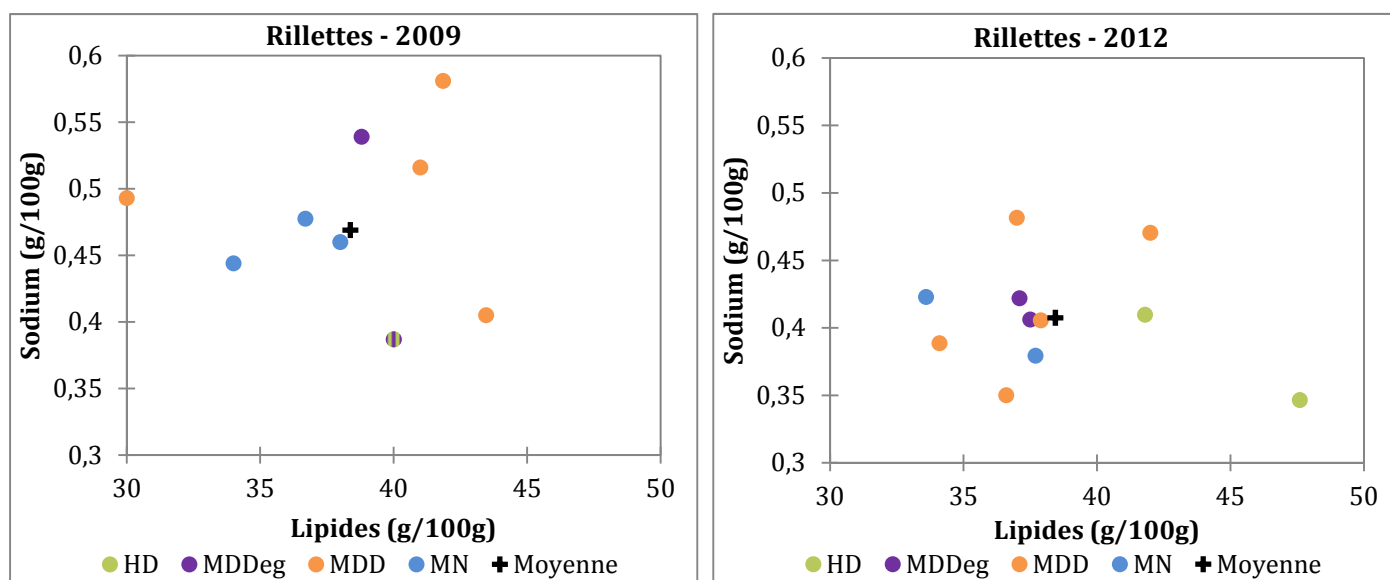 Rillettes - 2009
0,6
0,55
0,5
0,45
0,4
0,35
0,3
Sodium (g/100g)
30 35 40 45 50
Lipides (g/100g)
HD MDDeg MDD MN Moyenne
Rillettes - 2012
0,6
0,55
0,5
0,45
0,4
0,35
0,3
Sodium (g/100g)
30 35 40 45 50
Lipides (g/100g)
HD MDDeg MDD MN Moyenne